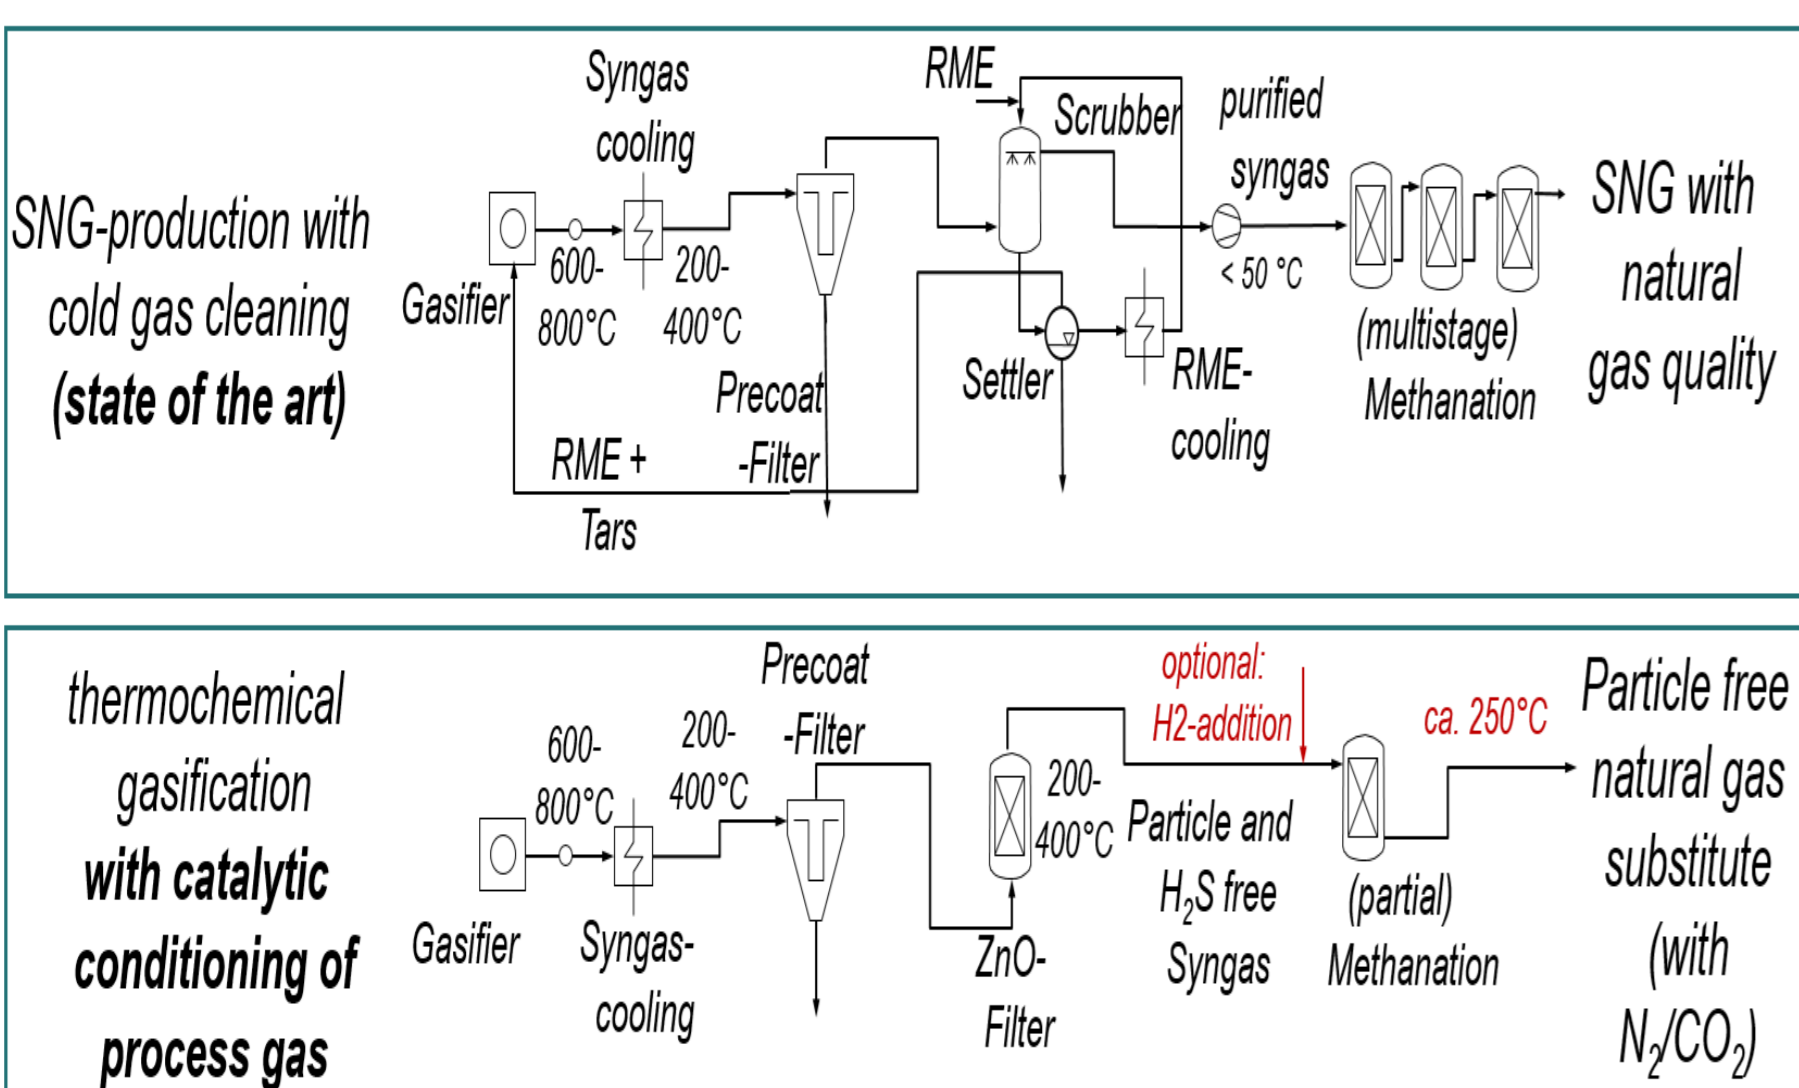 SNG-production with
cold gas cleaning
(state of the art)
Gasifier
600-
800°C
Syngas
cooling
200-
400°C
Precoat
-Filter
RME +
Tars
RME
Scrubber
Settler
RME-
cooling
purified
syngas
< 50 °C
(multistage)
Methanation
SNG with
natural
gas quality
thermochemical
gasification
with catalytic
conditioning of
process gas
Gasifier
600-
800°C
Syngas-
cooling
200-
400°C
Precoat
-Filter
ZnO-
Filter
200-
400°C
Particle and
H₂S free
Syngas
optional:
H2-addition
(partial)
Methanation
ca. 250°C
Particle free
natural gas
substitute
(with
N₂/CO₂)